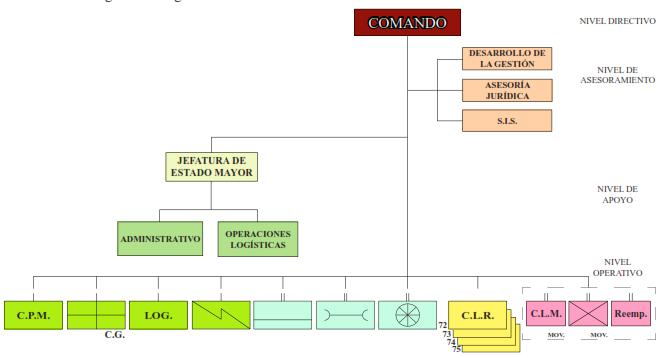 COMANDO
NIVEL DIRECTIVO
DESARROLLO DE
LA GESTIÓN
NIVEL DE
ASESORAMIENTO
ASESORÍA
JURÍDICA
S.I.S.
JEFATURA DE
ESTADO MAYOR
NIVEL DE
APOYO
ADMINISTRATIVO
OPERACIONES
LOGÍSTICAS
NIVEL
OPERATIVO
C.P.M.
LOG.
C.L.R.
C.L.M.
Reemp.
C.G.
72
73
74
75
MOV.
MOV.